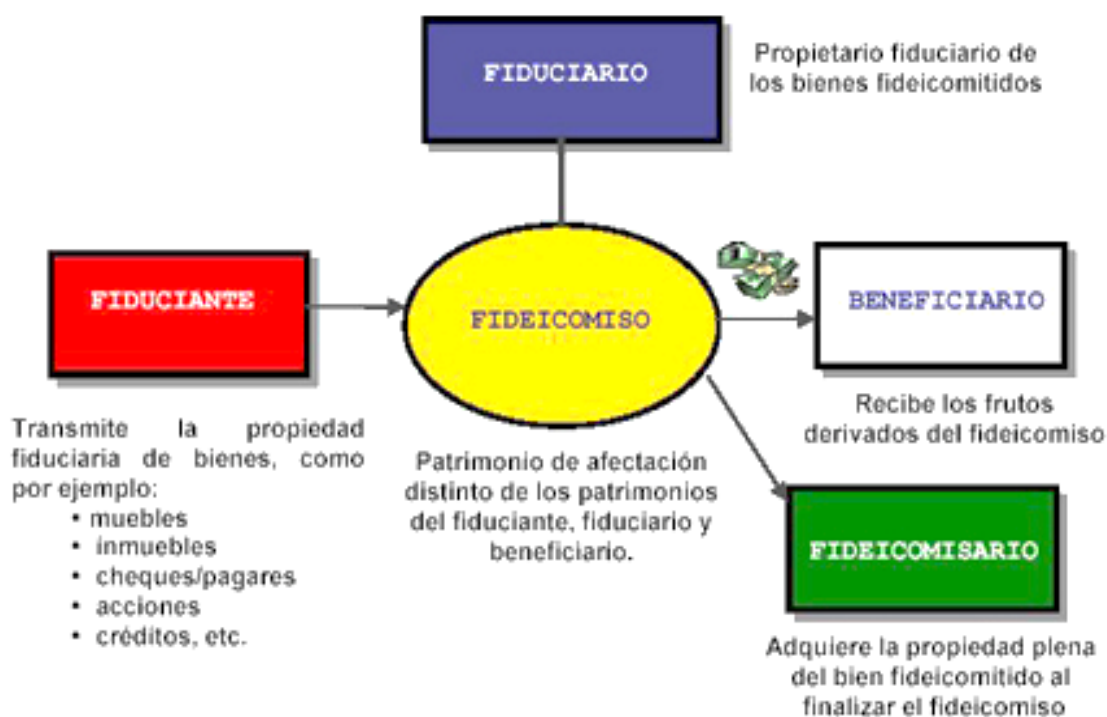 FIDUCIARIO
Propietario fiduciario de
los bienes fideicomitidos
FIDUCIANTE
Transmite la propiedad
fiduciaria de bienes, como
por ejemplo:
• muebles
• inmuebles
• cheques/pagares
• acciones
• créditos, etc.
FIDEICOMISO
Patrimonio de afectación
distinto de los patrimonios
del fiduciante, fiduciario y
beneficiario.
BENEFICIARIO
Recibe los frutos
derivados del fideicomiso
FIDEICOMISARIO
Adquiere la propiedad plena
del bien fideicomitido al
finalizar el fideicomiso